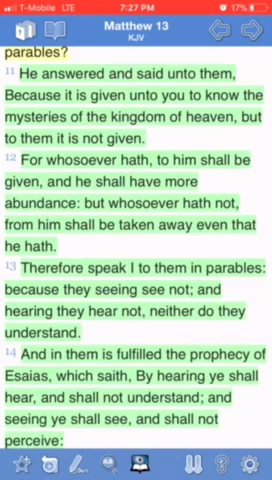 T-Mobile LTE 7:27 PM 17%
Matthew 13
KJV
parables?
11 He answered and said unto them,
Because it is given unto you to know the
mysteries of the kingdom of heaven, but
to them it is not given.
12 For whosoever hath, to him shall be
given, and he shall have more
abundance: but whosoever hath not,
from him shall be taken away even that
he hath.
13 Therefore speak I to them in parables:
because they seeing see not; and
hearing they hear not, neither do they
understand.
14 And in them is fulfilled the prophecy of
Esaias, which saith, By hearing ye shall
hear, and shall not understand; and
seeing ye shall see, and shall not
perceive: